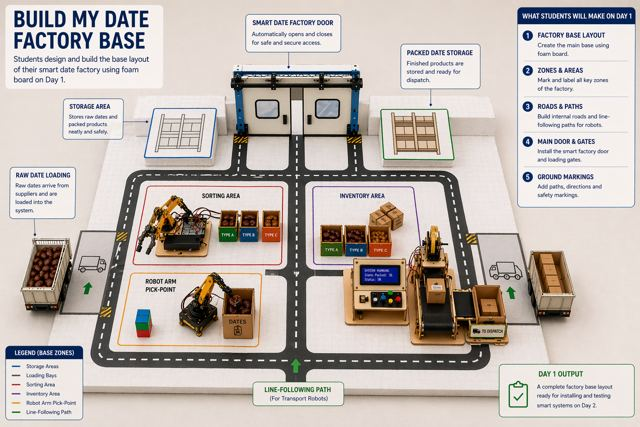 BUILD MY DATE
FACTORY BASE
Students design and build the base layout
of their smart date factory using foam
board on Day 1.
SMART DATE FACTORY DOOR
Automatically opens and closes
for safe and secure access.
PACKED DATE STORAGE
Finished products are
stored and ready for
dispatch.
STORAGE AREA
Stores raw dates and
packed products
neatly and safely.
RAW DATE LOADING
Raw dates arrive from
suppliers and are
loaded into the
system.
WHAT STUDENTS WILL MAKE ON DAY 1
1 FACTORY BASE LAYOUT
Create the main base using
foam board.
2 ZONES & AREAS
Mark and label all key zones
of the factory.
3 ROADS & PATHS
Build internal roads and line-
following paths for robots.
4 MAIN DOOR & GATES
Install the smart factory door
and loading gates.
5 GROUND MARKINGS
Add paths, directions and
safety markings.
SORTING AREA
TYPE A
TYPE B
TYPE C
INVENTORY AREA
TYPE A
TYPE B
TYPE C
ROBOT ARM
PICK-POINT
DATES
TO DISPATCH
LEGEND (BASE ZONES)
Storage Areas
Loading Bays
Sorting Area
Inventory Area
Robot Arm Pick-Point
Line-Following Path
LINE-FOLLOWING PATH
(For Transport Robots)
DAY 1 OUTPUT
A complete factory base layout
ready for installing and testing
smart systems on Day 2.